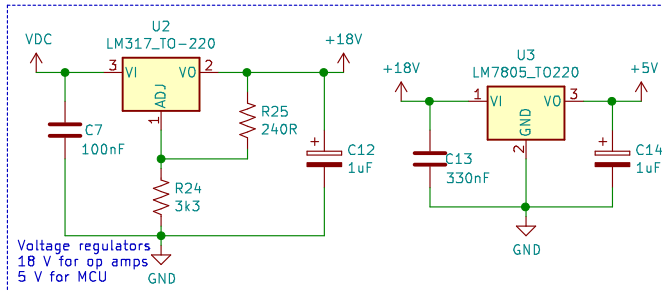 VDC
U2
LM317_TO-220
3
VI
VO
2
ADJ
1
+18V
R25
240R
C7
100nF
R24
3k3
+
C12
1uF
GND
Voltage regulators
18 V for op amps
5 V for MCU
+18V
U3
LM7805_TO220
1
VI
VO
3
GND
2
+5V
C13
330nF
+
C14
1uF
GND